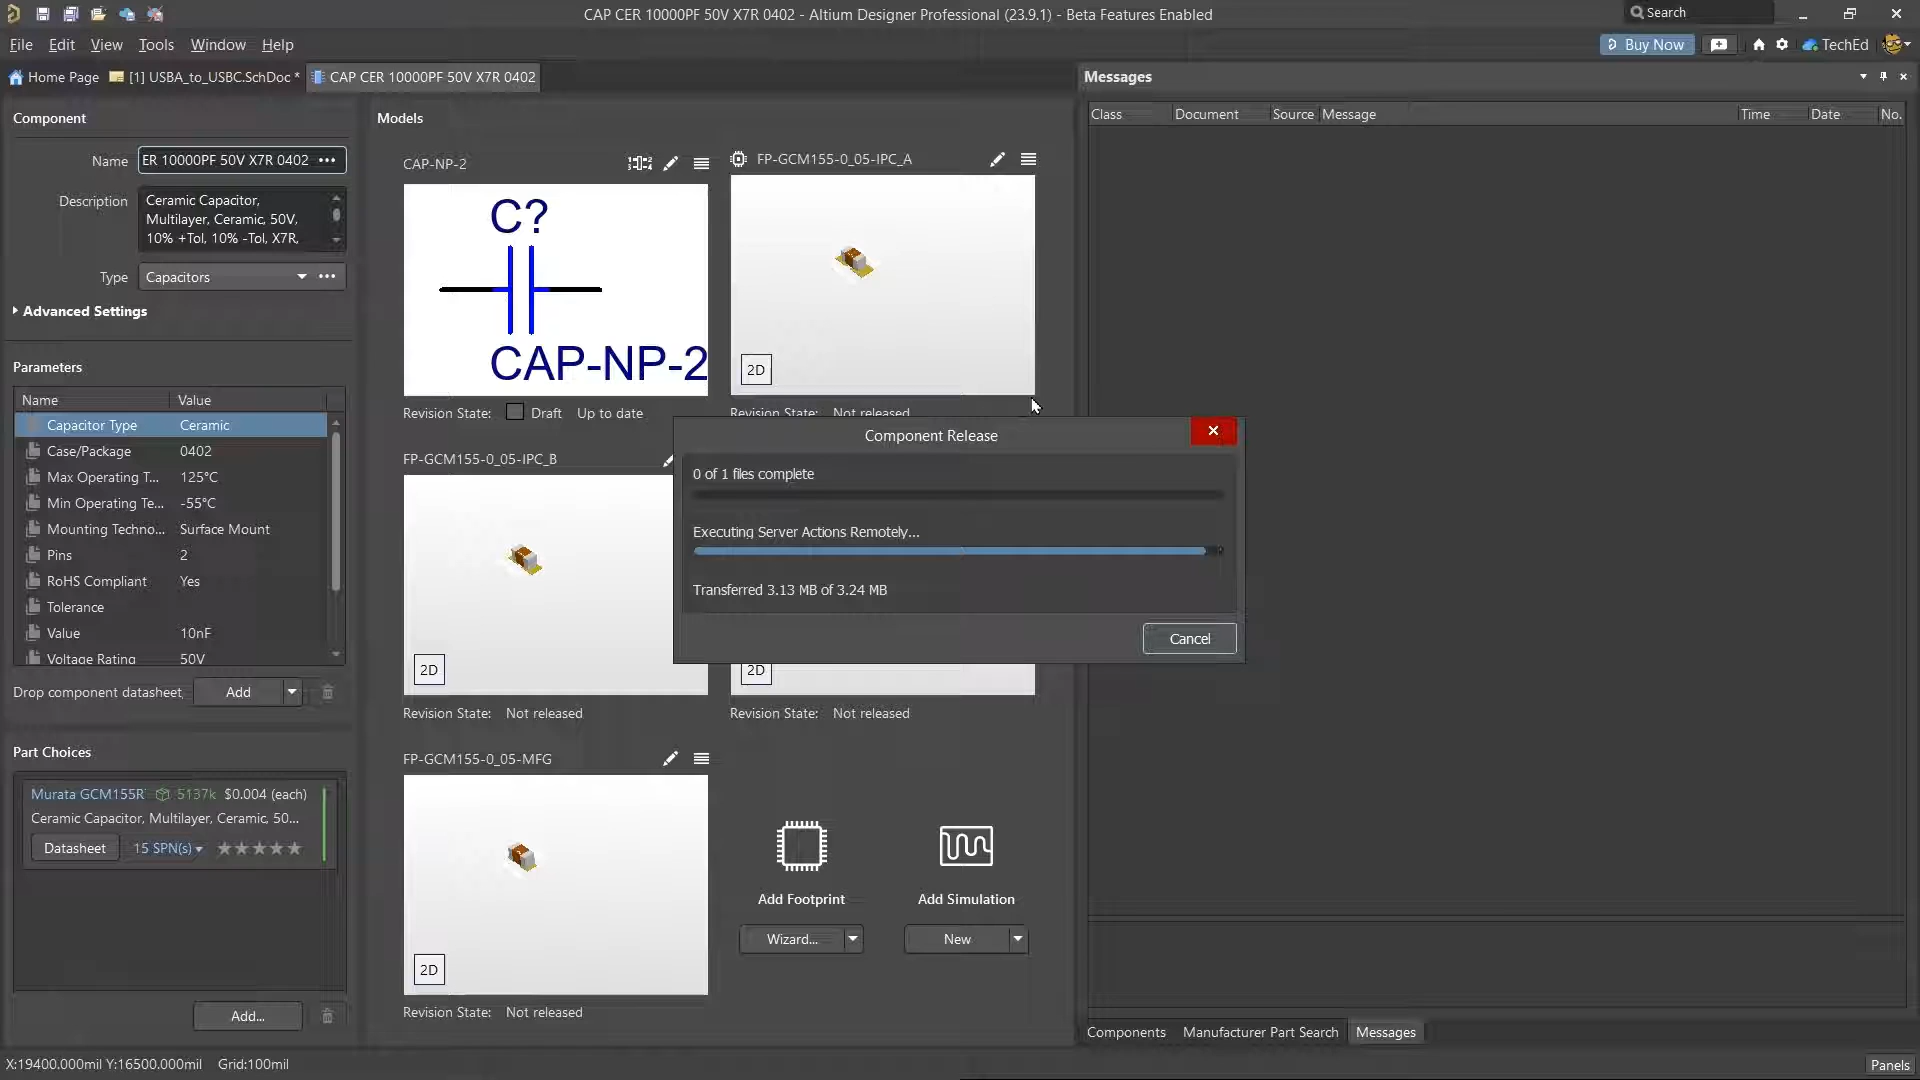 CAP CER 10000PF 50V X7R 0402 - Altium Designer Professional (23.9.1) - Beta Features Enabled
Search
File Edit View Tools Window Help
Buy Now
TechEd
Home Page
[1] USBA_to_USBC.SchDoc *
CAP CER 10000PF 50V X7R 0402
Component
Name ER 10000PF 50V X7R 0402
Description Ceramic Capacitor,
Multilayer, Ceramic, 50V,
10% +Tol, 10% -Tol, X7R,
Type Capacitors
Advanced Settings
Parameters
Name Value
Capacitor Type Ceramic
Case/Package 0402
Max Operating T... 125°C
Min Operating Te... -55°C
Mounting Techno... Surface Mount
Pins 2
RoHS Compliant Yes
Tolerance
Value 10nF
Voltage Rating 50V
Drop component datasheet
Add
Part Choices
Murata GCM155R 5137k $0.004 (each)
Ceramic Capacitor, Multilayer, Ceramic, 50...
Datasheet 15 SPN(s)
Add...
Models
CAP-NP-2
C?
CAP-NP-2
Revision State: Draft Up to date
FP-GCM155-0_05-IPC_A
2D
Revision State: Not released
FP-GCM155-0_05-IPC_B
2D
Revision State: Not released
2D
Revision State: Not released
FP-GCM155-0_05-MFG
2D
Revision State: Not released
Add Footprint
Wizard...
Add Simulation
New
Component Release
0 of 1 files complete
Executing Server Actions Remotely...
Transferred 3.13 MB of 3.24 MB
Cancel
Messages
Class Document Source Message Time Date No.
Components Manufacturer Part Search Messages
X:19400.000mil Y:16500.000mil Grid:100mil
Panels